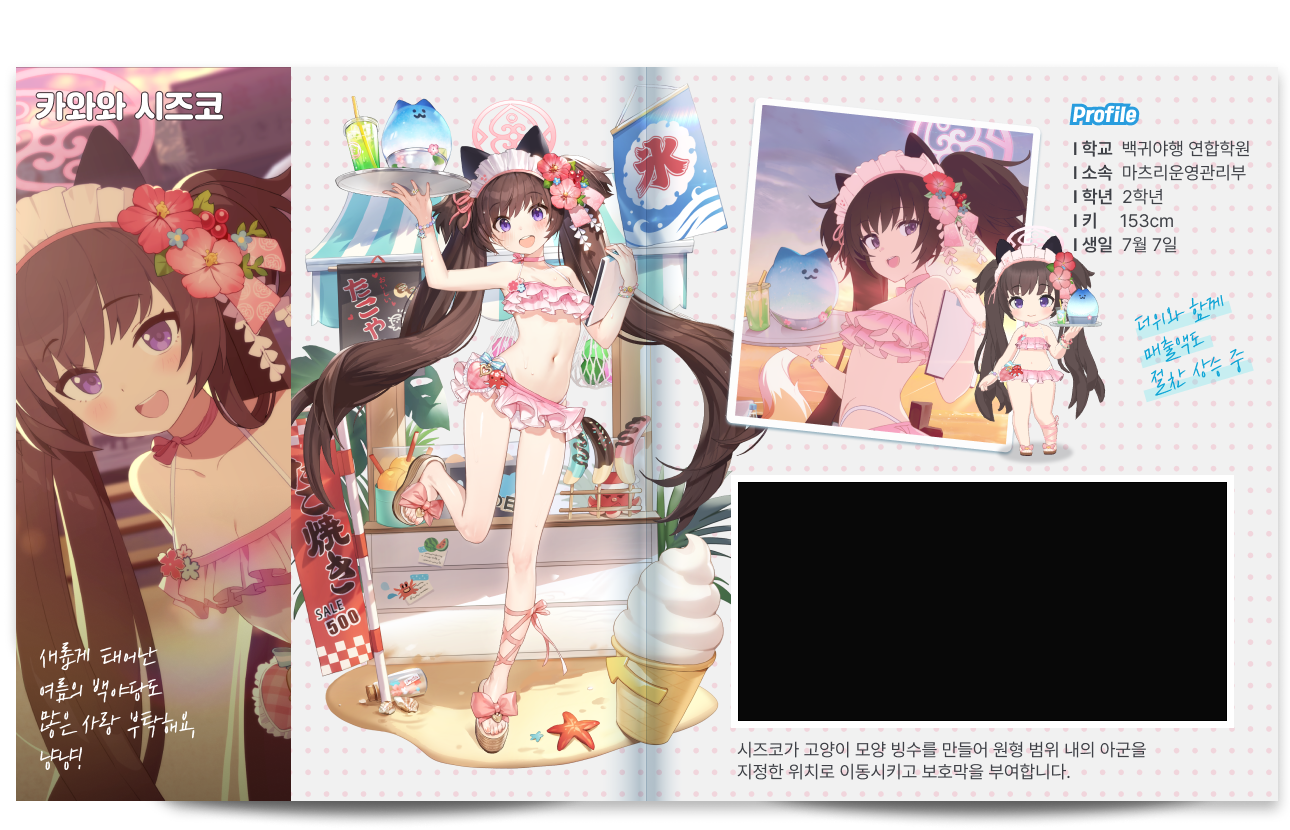 카와와 시즈코
새롭게 태어난
여름의 백야당도
많은 사랑 부탁해요
냥냥!
氷
たこや
こ焼き
SALE
500
Profile
학교 백귀야행 연합학원
소속 마츠리운영관리부
학년 2학년
키 153cm
생일 7월 7일
더위와 함께
매출액도
절찬 상승 중
시즈코가 고양이 모양 빙수를 만들어 원형 범위 내의 아군을
지정한 위치로 이동시키고 보호막을 부여합니다.